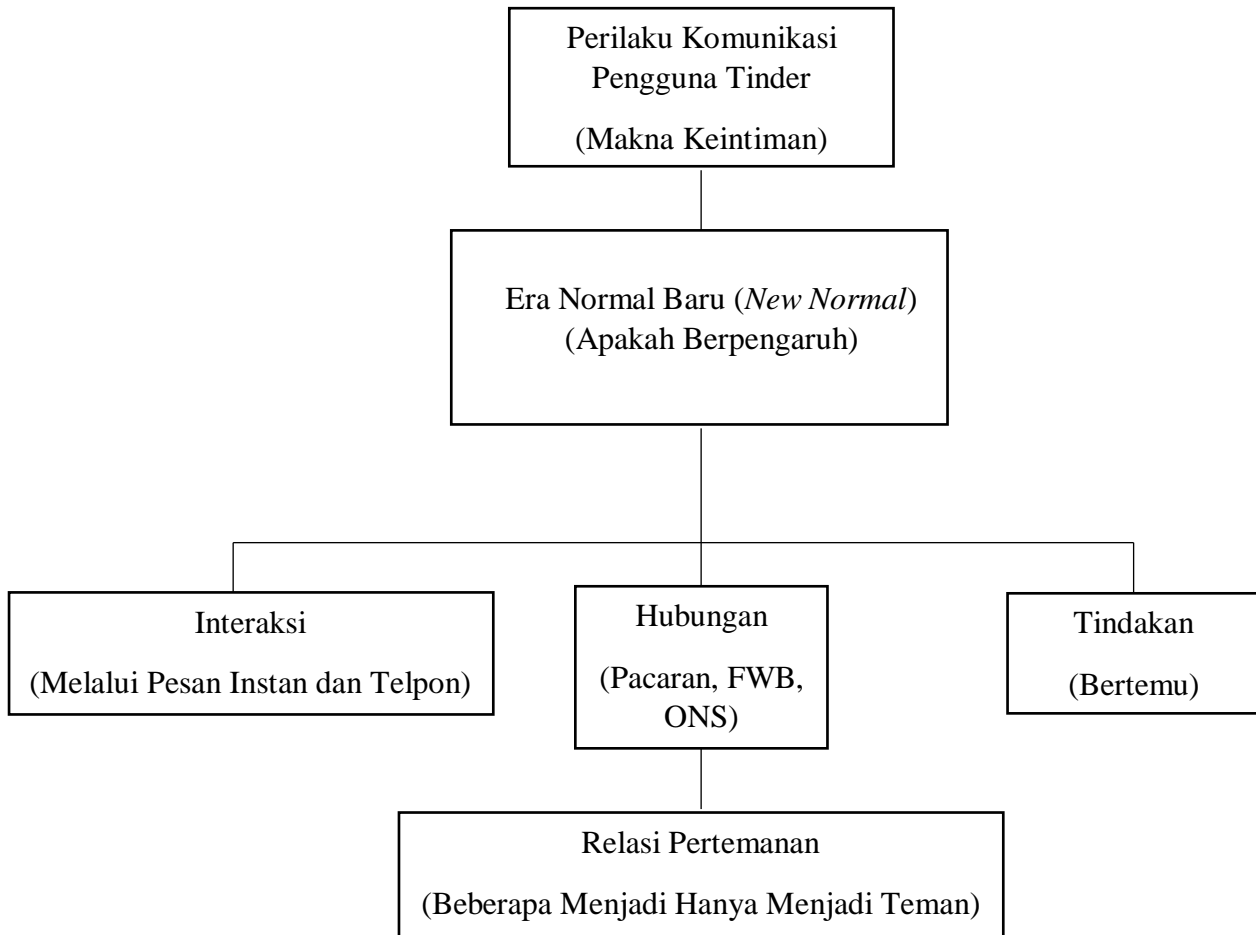 Perilaku Komunikasi
Pengguna Tinder
(Makna Keintiman)
Era Normal Baru (New Normal)
(Apakah Berpengaruh)
Interaksi
(Melalui Pesan Instan dan Telpon)
Hubungan
(Pacaran, FWB,
ONS)
Tindakan
(Bertemu)
Relasi Pertemanan
(Beberapa Menjadi Hanya Menjadi Teman)